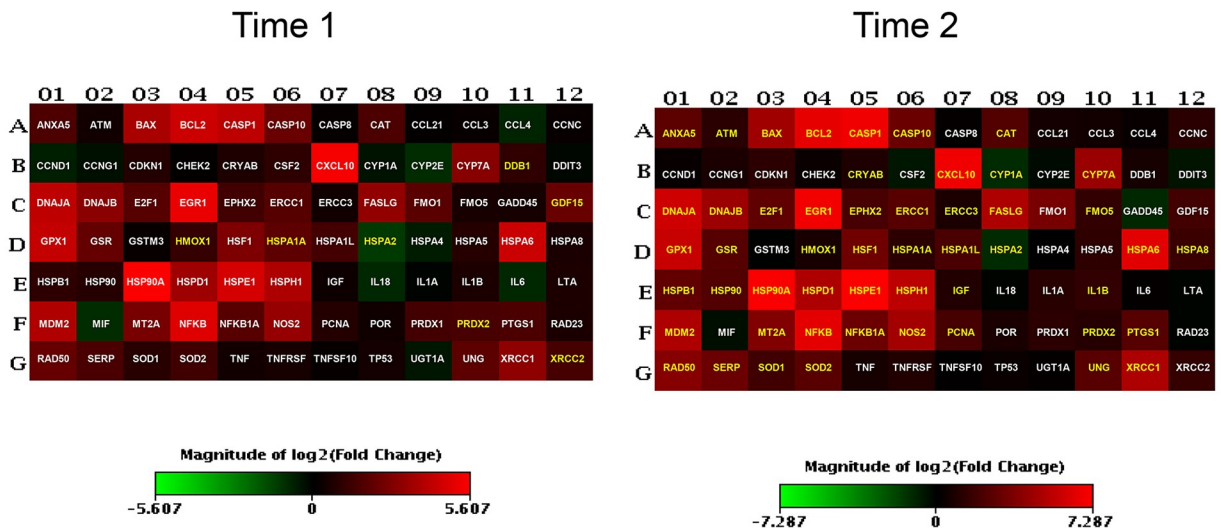 Time 1
01 02 03 04 05 06 07 08 09 10 11 12
A ANXA5 ATM BAX BCL2 CASP1 CASP10 CASP8 CAT CCL21 CCL3 CCL4 CCNC
B CCND1 CCNG1 CDKN1 CHEK2 CRYAB CSF2 CXCL10 CYP1A CYP2E CYP7A DDB1 DDIT3
C DNAJA DNAJB E2F1 EGR1 EPHX2 ERCC1 ERCC3 FASLG FMO1 FMO5 GADD45 GDF15
D GPX1 GSR GSTM3 HMOX1 HSF1 HSPA1A HSPA1L HSPA2 HSPA4 HSPA5 HSPA6 HSPA8
E HSPB1 HSP90 HSP90A HSPD1 HSPE1 HSPH1 IGF IL18 IL1A IL1B IL6 LTA
F MDM2 MIF MT2A NFKB NFKB1A NOS2 PCNA POR PRDX1 PRDX2 PTGS1 RAD23
G RAD50 SERP SOD1 SOD2 TNF TNFRSF TNFSF10 TP53 UGT1A UNG XRCC1 XRCC2
Magnitude of log2(Fold Change)
-5.607 0 5.607
Time 2
01 02 03 04 05 06 07 08 09 10 11 12
A ANXA5 ATM BAX BCL2 CASP1 CASP10 CASP8 CAT CCL21 CCL3 CCL4 CCNC
B CCND1 CCNG1 CDKN1 CHEK2 CRYAB CSF2 CXCL10 CYP1A CYP2E CYP7A DDB1 DDIT3
C DNAJA DNAJB E2F1 EGR1 EPHX2 ERCC1 ERCC3 FASLG FMO1 FMO5 GADD45 GDF15
D GPX1 GSR GSTM3 HMOX1 HSF1 HSPA1A HSPA1L HSPA2 HSPA4 HSPA5 HSPA6 HSPA8
E HSPB1 HSP90 HSP90A HSPD1 HSPE1 HSPH1 IGF IL18 IL1A IL1B IL6 LTA
F MDM2 MIF MT2A NFKB NFKB1A NOS2 PCNA POR PRDX1 PRDX2 PTGS1 RAD23
G RAD50 SERP SOD1 SOD2 TNF TNFRSF TNFSF10 TP53 UGT1A UNG XRCC1 XRCC2
Magnitude of log2(Fold Change)
-7.287 0 7.287